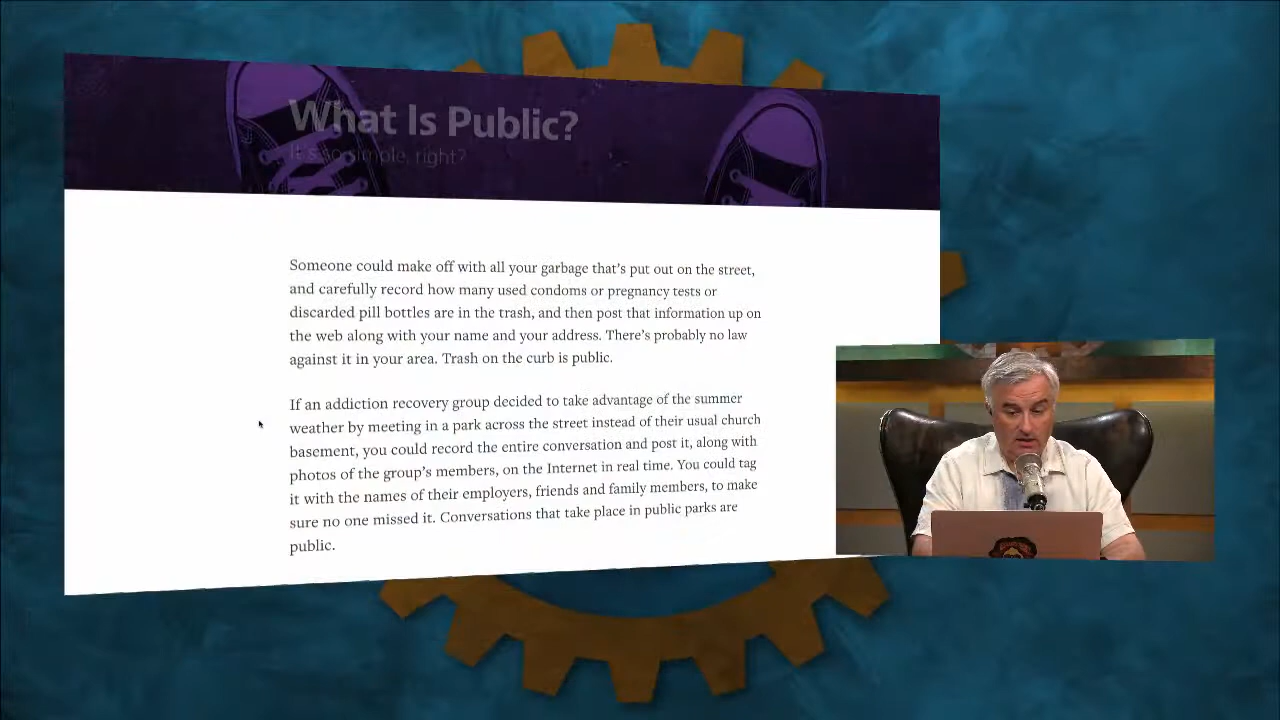 What Is Public?
It's so simple, right?
Someone could make off with all your garbage that's put out on the street,
and carefully record how many used condoms or pregnancy tests or
discarded pill bottles are in the trash, and then post that information up on
the web along with your name and your address. There's probably no law
against it in your area. Trash on the curb is public.
If an addiction recovery group decided to take advantage of the summer
weather by meeting in a park across the street instead of their usual church
basement, you could record the entire conversation and post it, along with
photos of the group's members, on the Internet in real time. You could tag
it with the names of their employers, friends and family members, to make
sure no one missed it. Conversations that take place in public parks are
public.